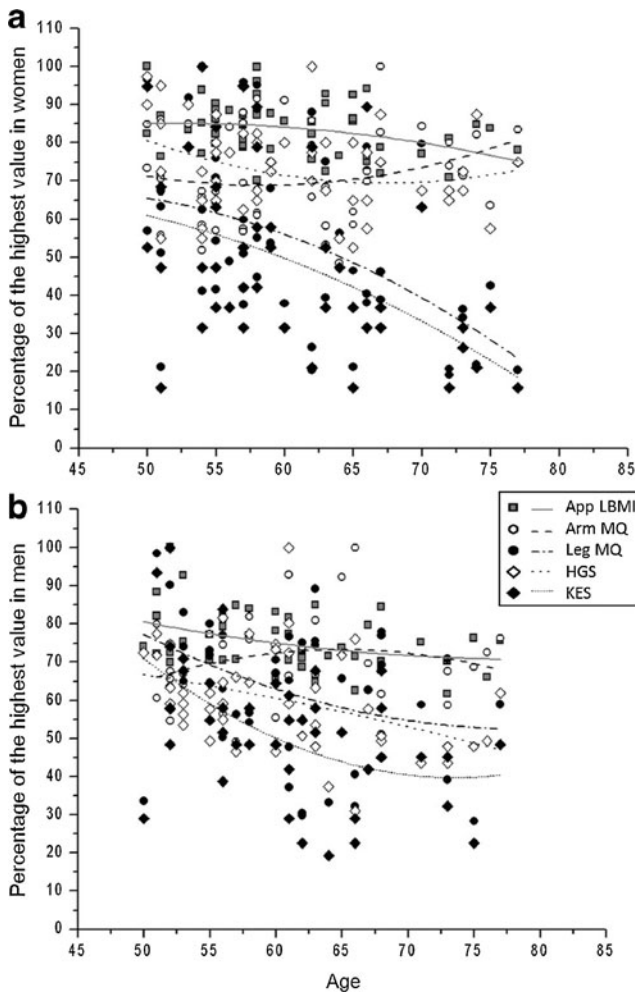 a
Percentage of the highest value in women
110
100
90
80
70
60
50
40
30
20
10
0
45 50 55 60 65 70 75 80 85
b
Percentage of the highest value in men
110
100
90
80
70
60
50
40
30
20
10
0
45 50 55 60 65 70 75 80 85
Age
App LBMI
Arm MQ
Leg MQ
HGS
KES